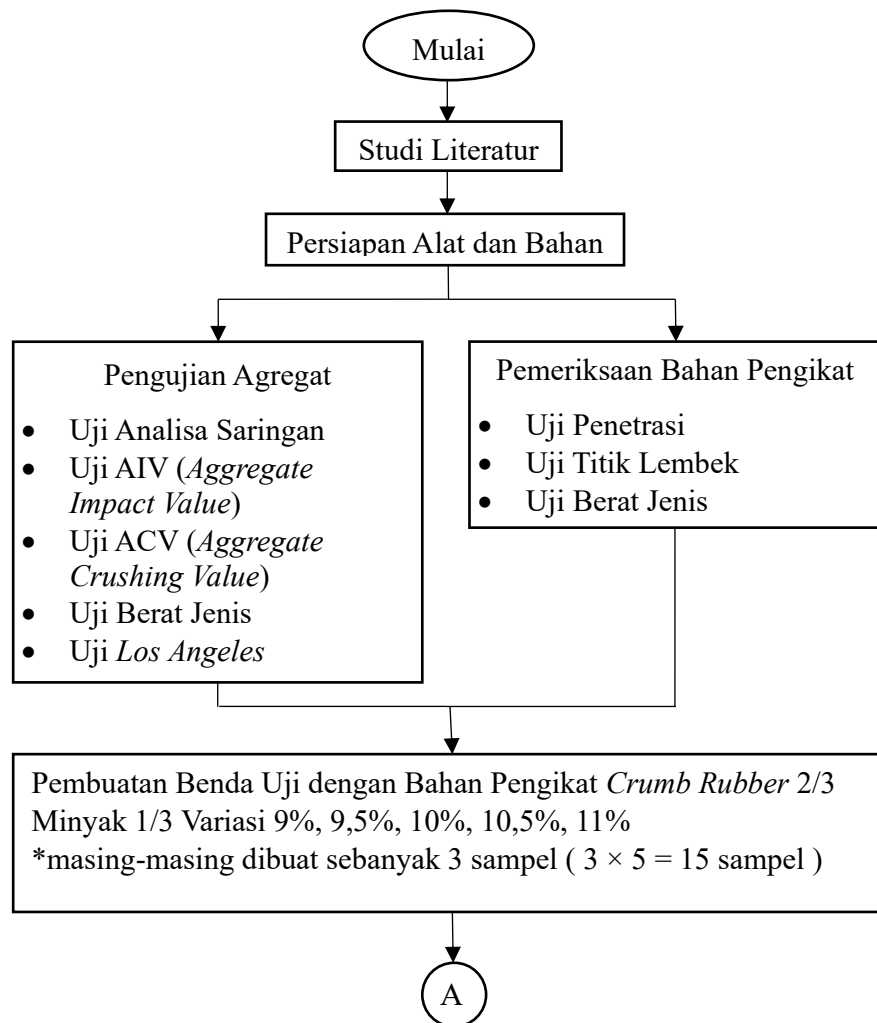 Mulai
Studi Literatur
Persiapan Alat dan Bahan
Pengujian Agregat
• Uji Analisa Saringan
• Uji AIV (Aggregate
Impact Value)
• Uji ACV (Aggregate
Crushing Value)
• Uji Berat Jenis
• Uji Los Angeles
Pemeriksaan Bahan Pengikat
• Uji Penetrasi
• Uji Titik Lembek
• Uji Berat Jenis
Pembuatan Benda Uji dengan Bahan Pengikat Crumb Rubber 2/3
Minyak 1/3 Variasi 9%, 9,5%, 10%, 10,5%, 11%
*masing-masing dibuat sebanyak 3 sampel ( 3 × 5 = 15 sampel )
A